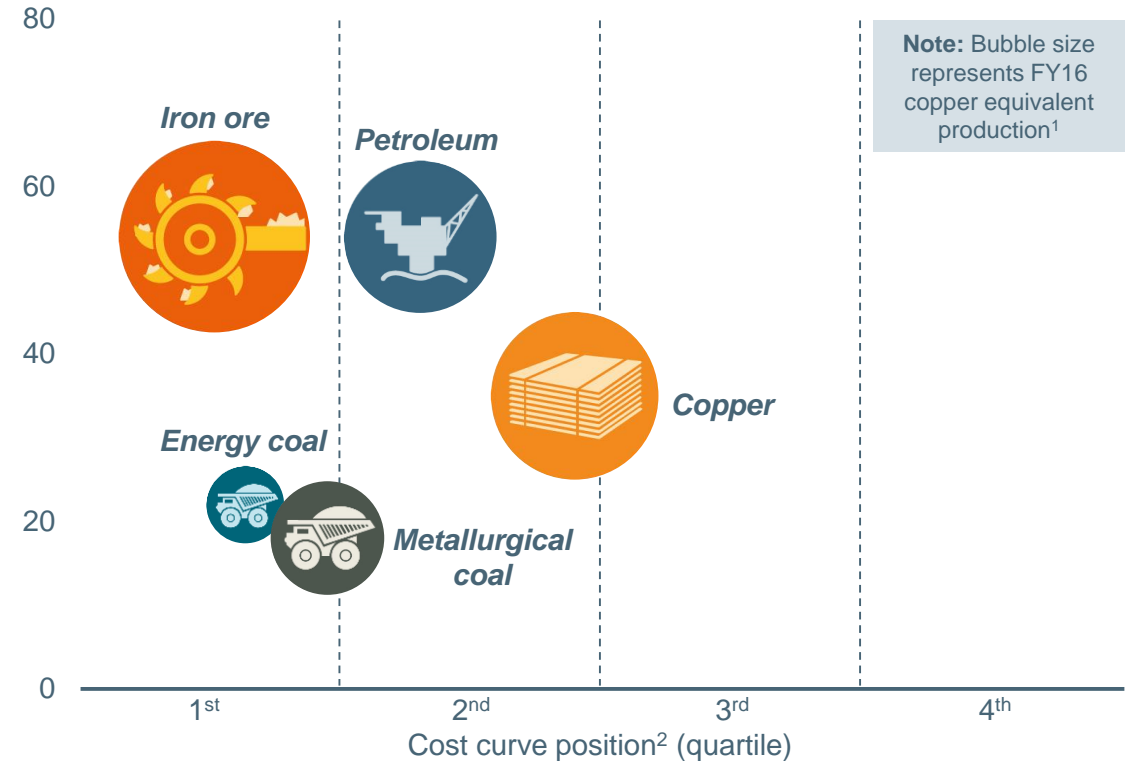 80
Note: Bubble size
represents FY16
copper equivalent
production¹
Iron ore
Petroleum
60
40
Copper
Energy coal
20
Metallurgical
coal
0
1st 2nd 3rd 4th
Cost curve position² (quartile)